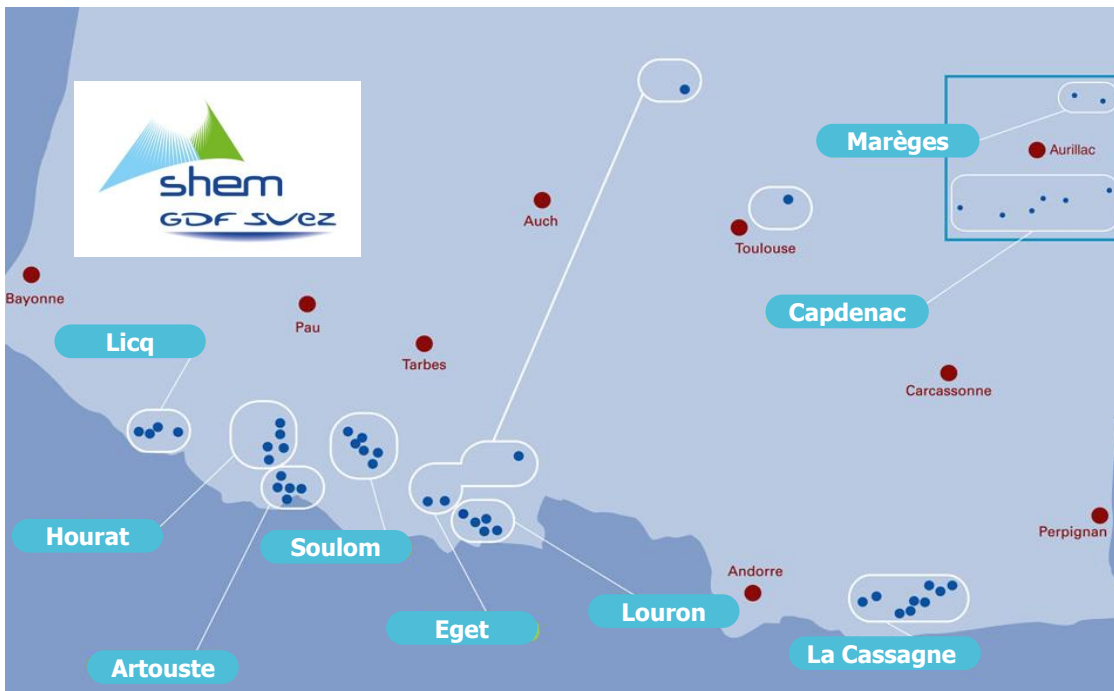 Marèges
Aurillac
shem
GDF SUEZ
Auch
Toulouse
Bayonne
Pau
Capdenac
Licq
Tarbes
Carcassonne
Hourat
Soulom
Perpignan
Andorre
Louron
Eget
La Cassagne
Artouste